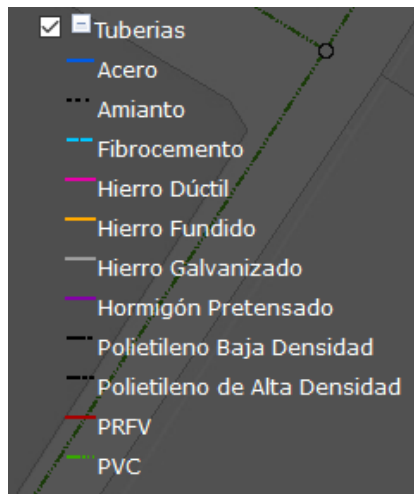 Tuberias
Acero
Amianto
Fibrocemento
Hierro Dúctil
Hierro Fundido
Hierro Galvanizado
Hormigón Pretensado
Polietileno Baja Densidad
Polietileno de Alta Densidad
PRFV
PVC